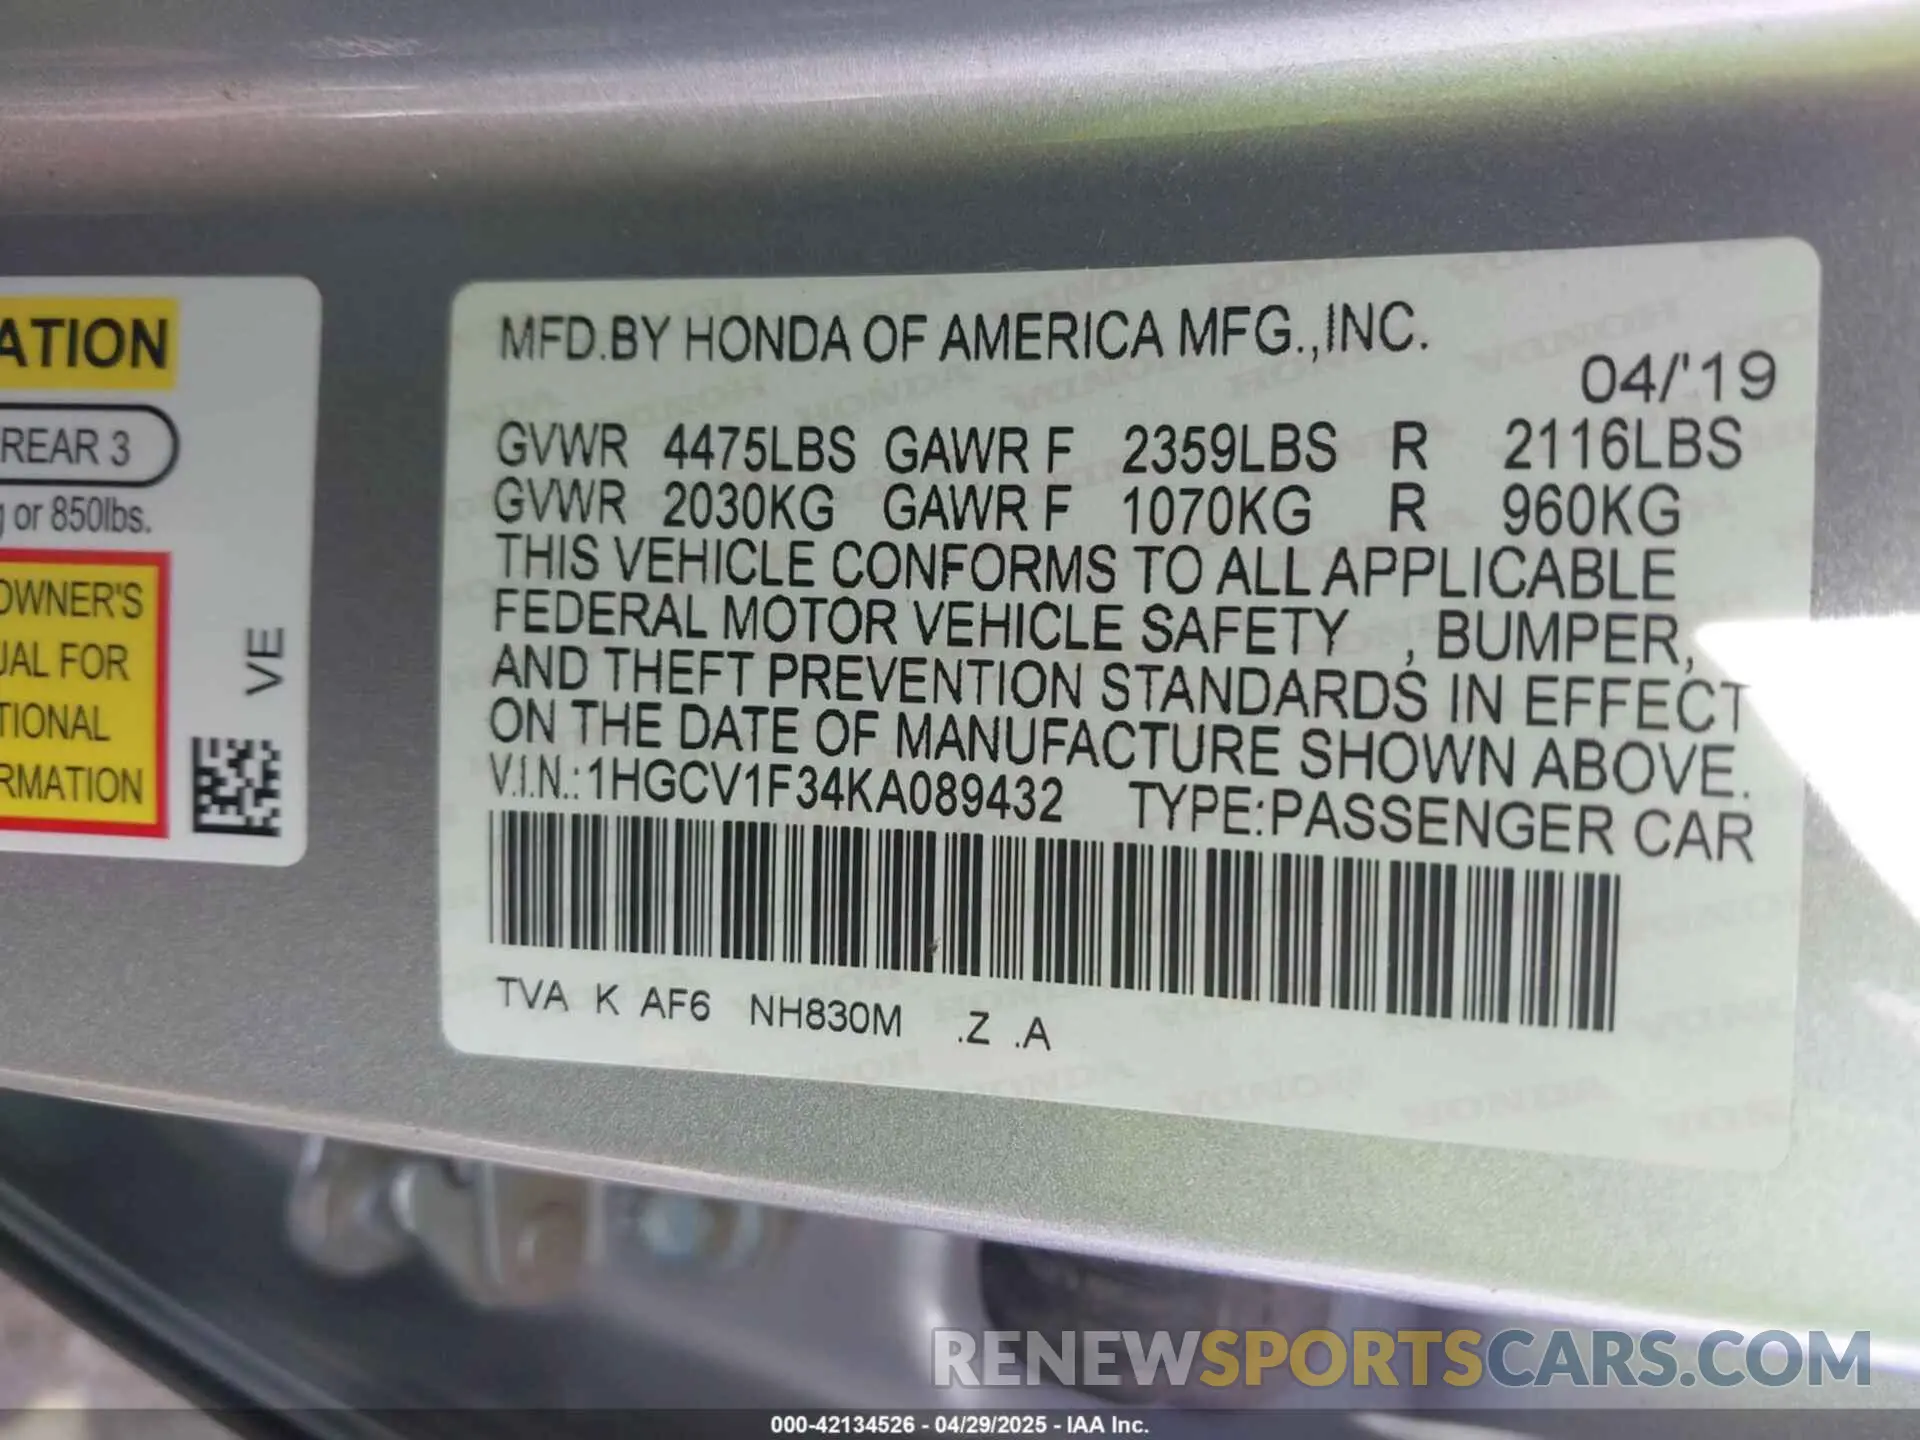 ATION
REAR 3
g or 850lbs.
OWNER'S
UAL FOR
TIONAL
RMATION
VE
MFD.BY HONDA OF AMERICA MFG.,INC.
04/'19
GVWR 4475LBS GAWR F 2359LBS R 2116LBS
GVWR 2030KG GAWR F 1070KG R 960KG
THIS VEHICLE CONFORMS TO ALL APPLICABLE
FEDERAL MOTOR VEHICLE SAFETY , BUMPER,
AND THEFT PREVENTION STANDARDS IN EFFECT
ON THE DATE OF MANUFACTURE SHOWN ABOVE.
V.I.N.:1HGCV1F34KA089432 TYPE:PASSENGER CAR
TVA K AF6 NH830M .Z .A
RENEWSPORTSCARS.COM
000-42134526 - 04/29/2025 - IAA Inc.